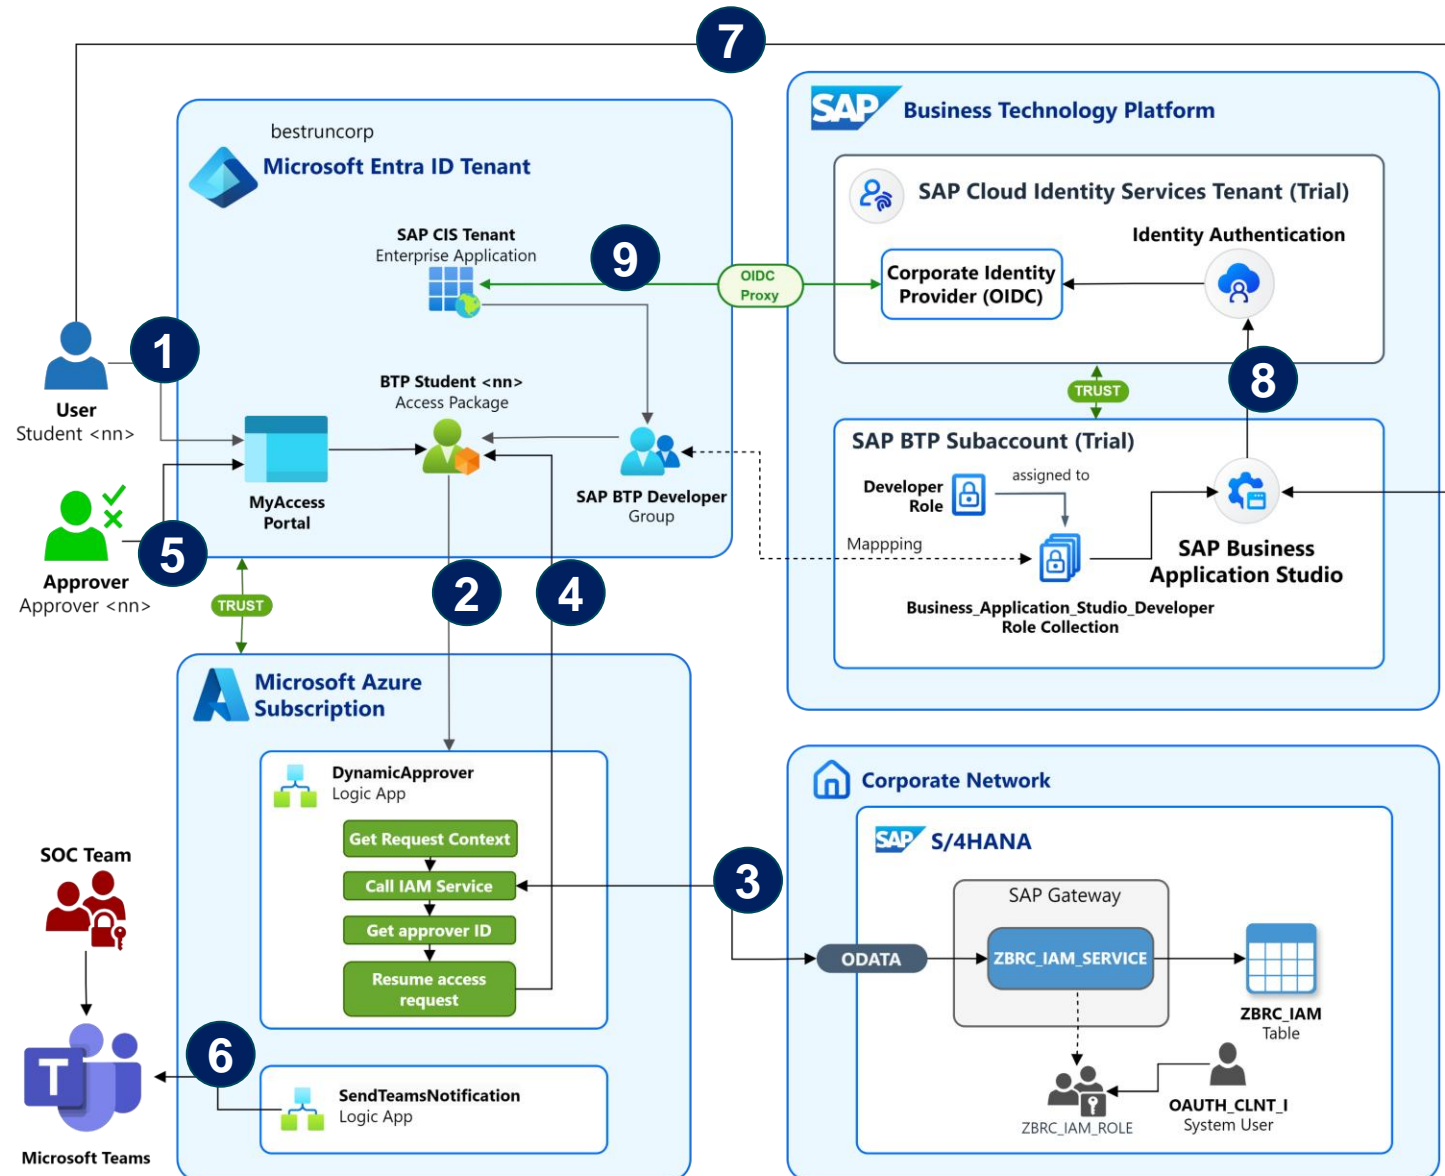 7
SAP
Business Technology Platform
bestruncorp
Microsoft Entra ID Tenant
SAP Cloud Identity Services Tenant (Trial)
SAP CIS Tenant
Enterprise Application
9
OIDC
Proxy
Corporate Identity
Provider (OIDC)
Identity Authentication
1
User
Student <nn>
BTP Student <nn>
Access Package
8
TRUST
MyAccess
Portal
SAP BTP Developer
Group
SAP BTP Subaccount (Trial)
Developer
Role
assigned to
Mappping
SAP Business
Application Studio
Business_Application_Studio_Developer
Role Collection
5
Approver
Approver <nn>
TRUST
2
4
Microsoft Azure
Subscription
DynamicApprover
Logic App
Get Request Context
Call IAM Service
Get approver ID
Resume access
request
3
Corporate Network
SAP
S/4HANA
SAP Gateway
ODATA
ZBRC_IAM_SERVICE
ZBRC_IAM
Table
ZBRC_IAM_ROLE
OAUTH_CLNT_I
System User
SOC Team
6
SendTeamsNotification
Logic App
T
Microsoft Teams